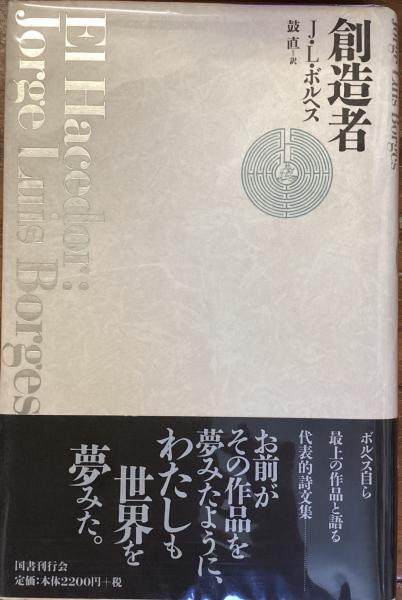 創造者
J・L・ボルヘス
鼓 直=訳
El Hacedor:
Jorge Luis Borges
Jorge Luis Borges
ボルヘス自ら
最上の作品と語る
代表的詩文集
お前が
その作品を
夢みたように、
わたしも
世界を
夢みた。
国書刊行会
定価:本体2200円+税